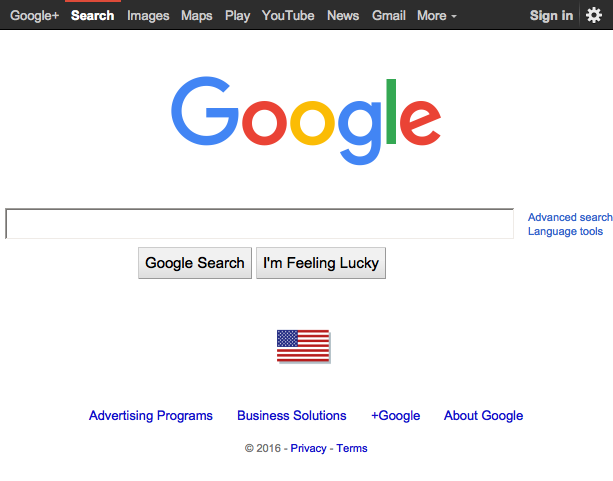 Google+ Search Images Maps Play YouTube News Gmail More Sign in
Google
Advanced search
Language tools
Google Search I'm Feeling Lucky
Advertising Programs Business Solutions +Google About Google
© 2016 - Privacy - Terms